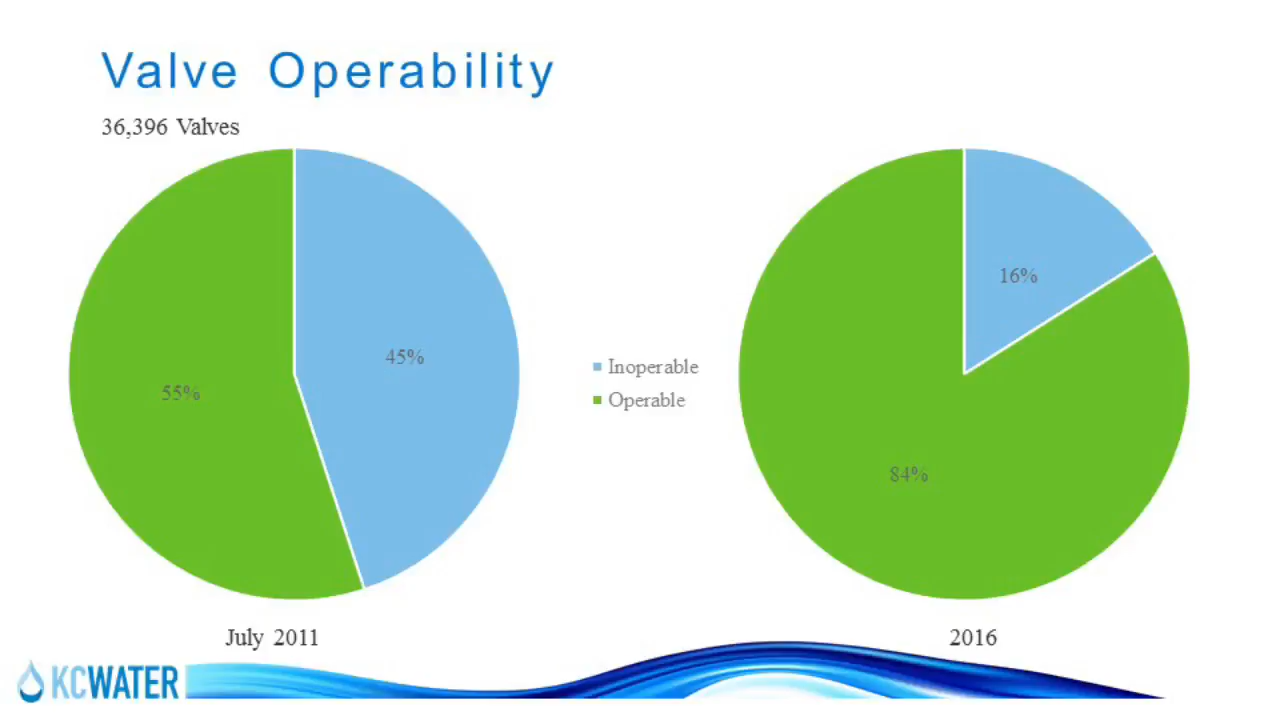 Valve Operability
36,396 Valves
45%
55%
Inoperable
Operable
16%
84%
July 2011
2016
KCWATER